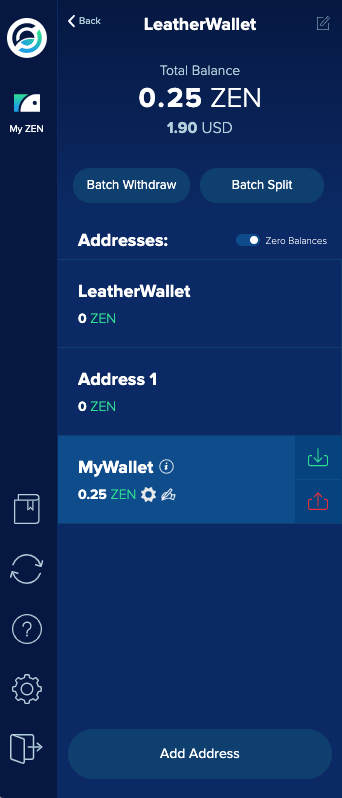 Back
LeatherWallet
Total Balance
0.25 ZEN
1.90 USD
My ZEN
Batch Withdraw
Batch Split
Addresses:
Zero Balances
LeatherWallet
0 ZEN
Address 1
0 ZEN
MyWallet
0.25 ZEN
Add Address